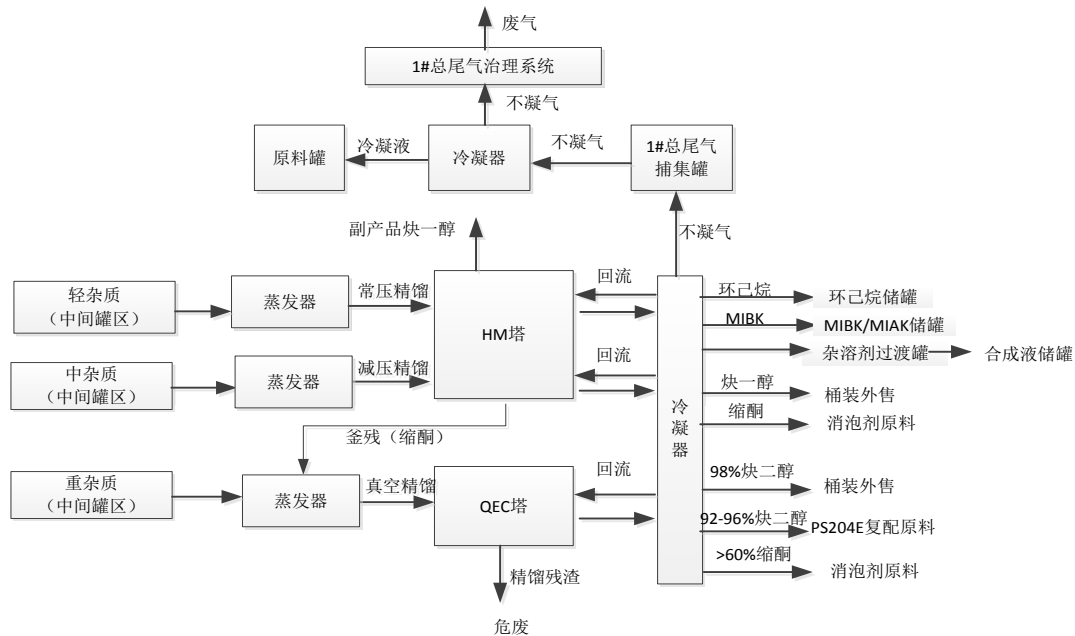 废气
1#总尾气治理系统
不凝气
原料罐
冷凝液
冷凝器
不凝气
1#总尾气
捕集罐
不凝气
副产品炔一醇
轻杂质
（中间罐区）
蒸发器
常压精馏
HM塔
回流
环己烷
环己烷储罐
MIBK
MIBK/MIAK储罐
杂溶剂过渡罐
合成液储罐
中杂质
（中间罐区）
蒸发器
减压精馏
回流
冷凝器
炔一醇
桶装外售
缩酮
消泡剂原料
釜残（缩酮）
重杂质
（中间罐区）
蒸发器
真空精馏
QEC塔
回流
98%炔二醇
桶装外售
92-96%炔二醇
PS204E复配原料
>60%缩酮
消泡剂原料
精馏残渣
危废